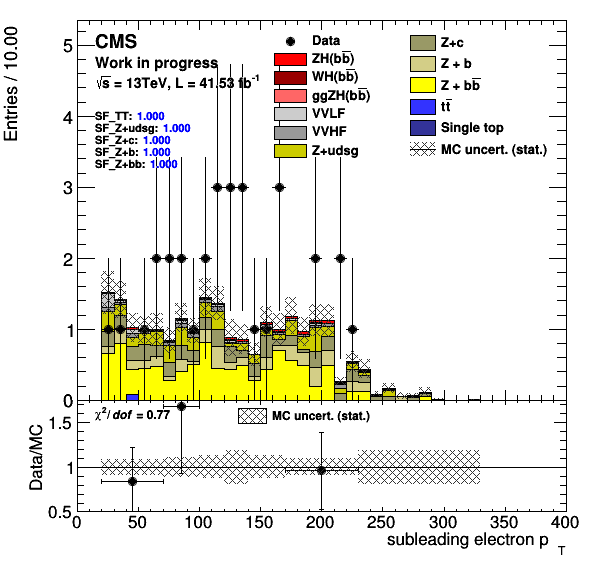 CMS
Work in progress
√s = 13TeV, L = 41.53 fb⁻¹
SF_TT: 1.000
SF_Z+udsg: 1.000
SF_Z+c: 1.000
SF_Z+b: 1.000
SF_Z+bb: 1.000
Data
ZH(bb̅)
WH(bb̅)
ggZH(bb̅)
VVLF
VVHF
Z+udsg
Z+c
Z + b
Z + bb̅
tt̅
Single top
MC uncert. (stat.)
Entries / 10.00
5
4
3
2
1
0
χ²/dof = 0.77
MC uncert. (stat.)
Data/MC
1.5
1
0.5
0 50 100 150 200 250 300 350 400
subleading electron p_T